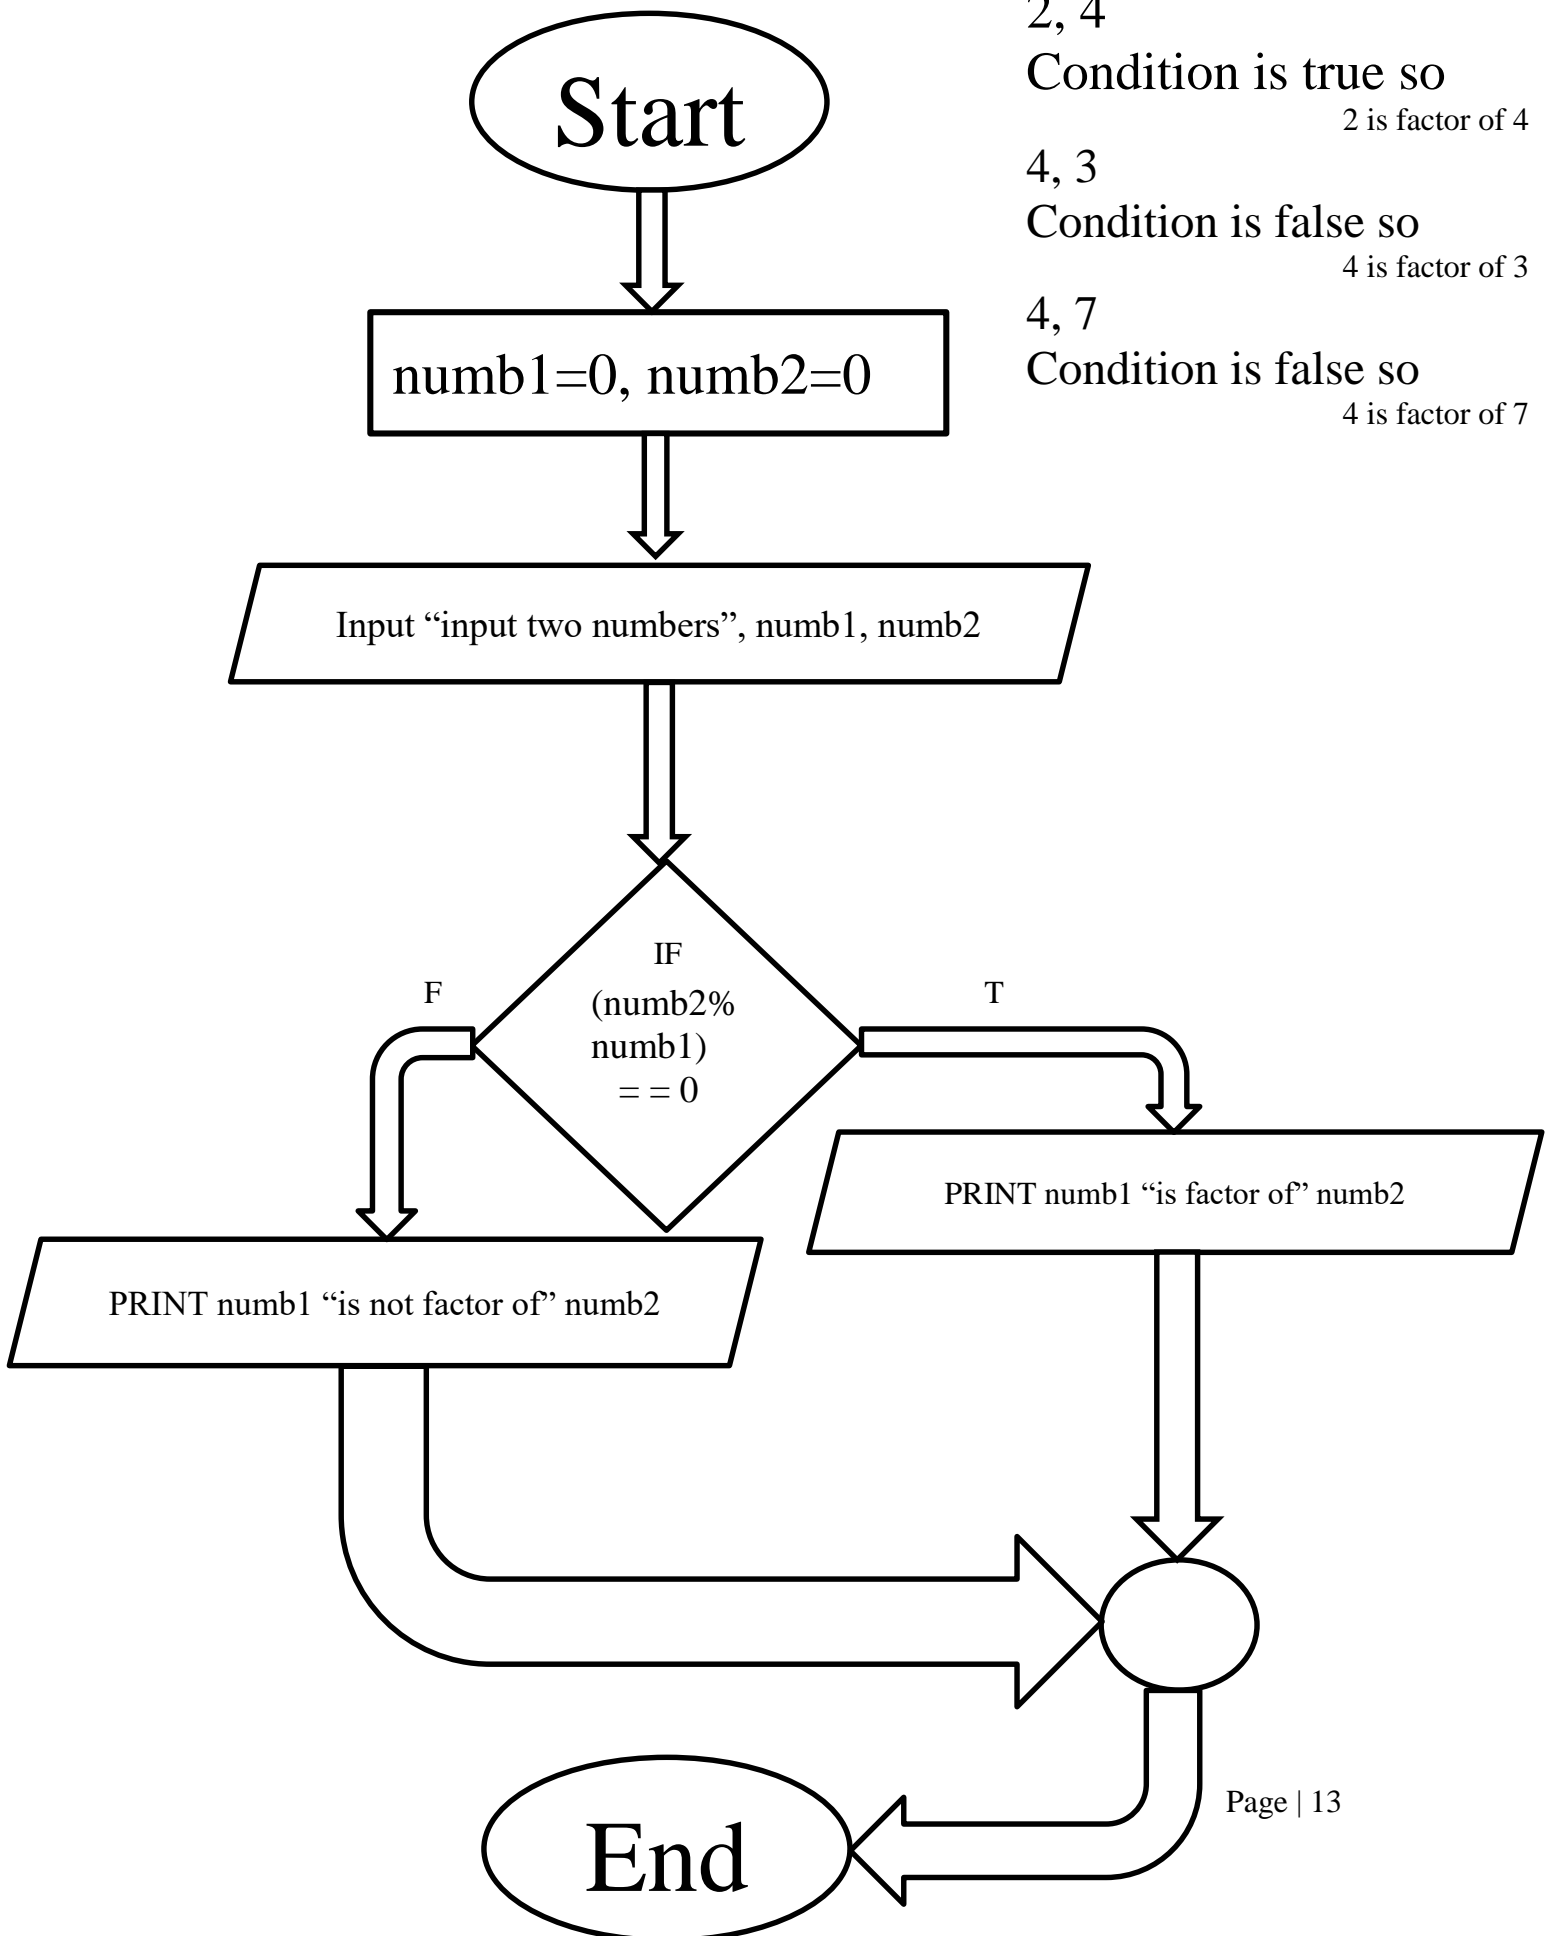 2, 4
Condition is true so
2 is factor of 4
4, 3
Condition is false so
4 is factor of 3
4, 7
Condition is false so
4 is factor of 7
Start
numb1=0, numb2=0
Input “input two numbers”, numb1, numb2
IF
(numb2%
numb1)
= = 0
F
T
PRINT numb1 “is factor of” numb2
PRINT numb1 “is not factor of” numb2
Page | 13
End